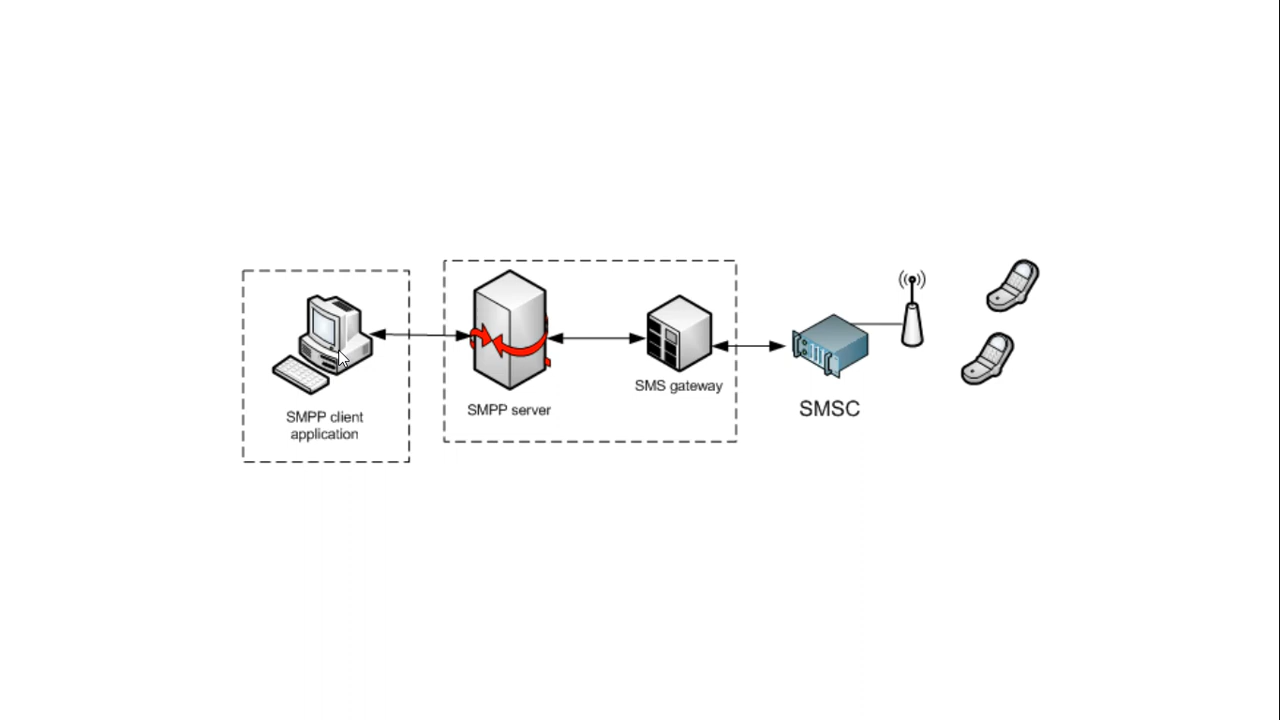 SMPP client
application
SMPP server
SMS gateway
SMSC